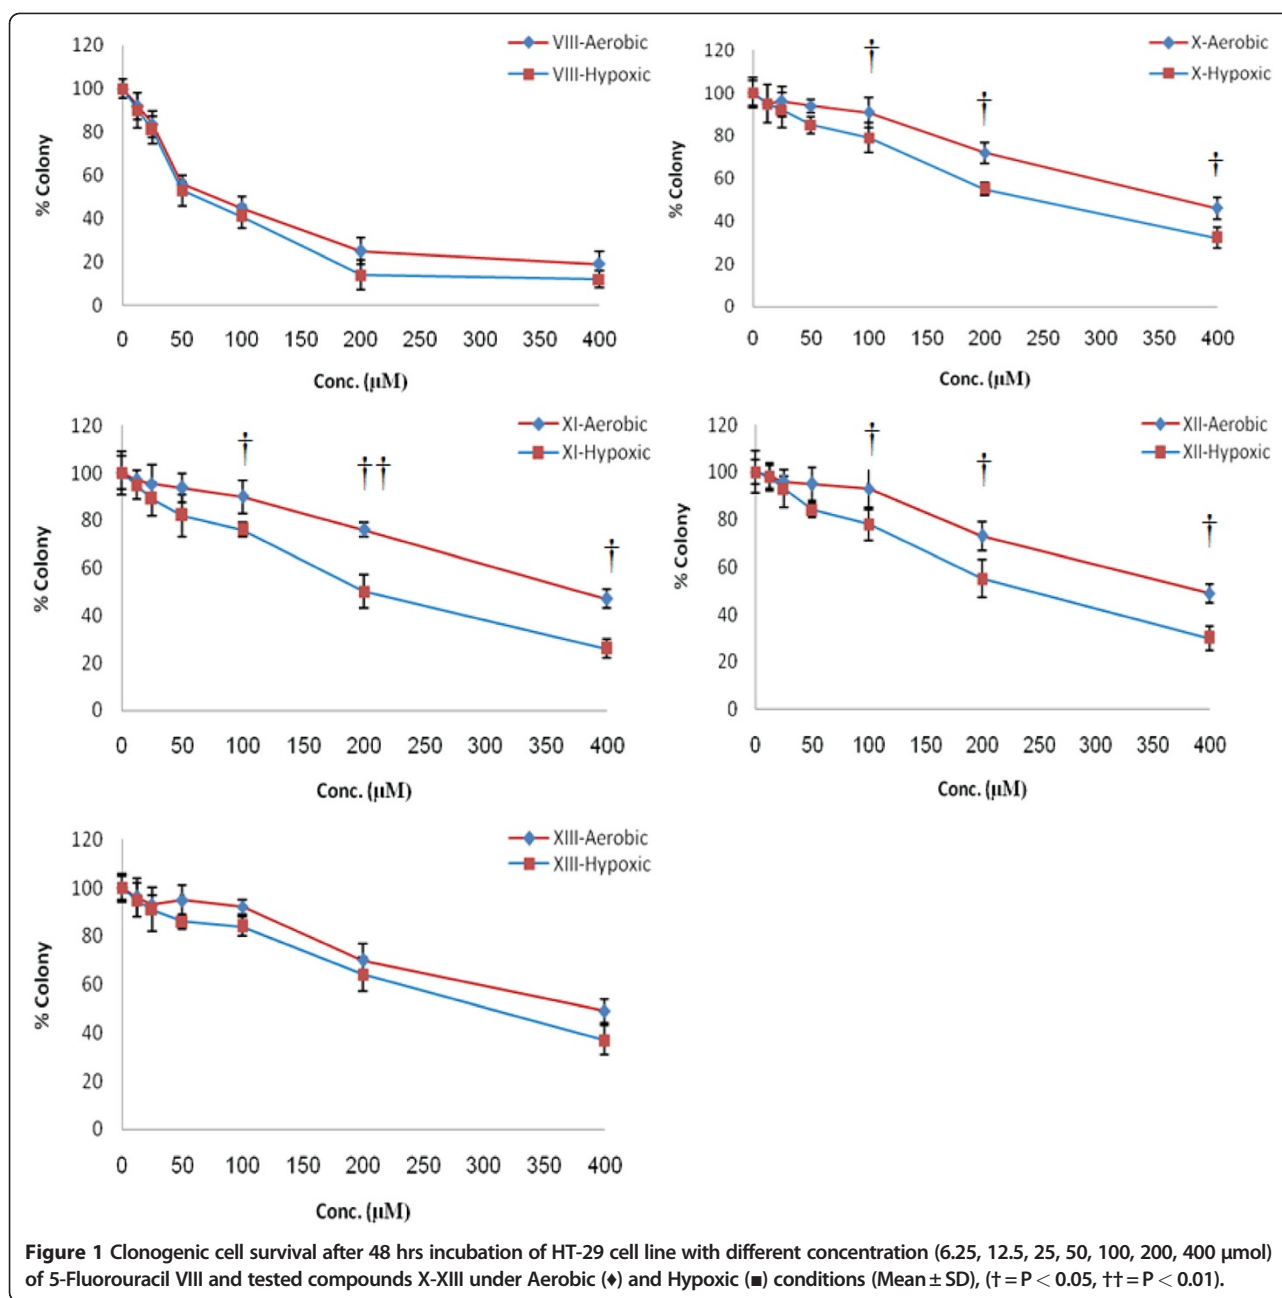 VIII-Aerobic
VIII-Hypoxic
120
100
80
60
40
20
0
% Colony
0 50 100 150 200 250 300 350 400
Conc. (µM)
X-Aerobic
X-Hypoxic
120
100
80
60
40
20
0
% Colony
† † †
0 50 100 150 200 250 300 350 400
Conc. (µM)
XI-Aerobic
XI-Hypoxic
120
100
80
60
40
20
0
% Colony
† †† †
0 50 100 150 200 250 300 350 400
Conc. (µM)
XII-Aerobic
XII-Hypoxic
120
100
80
60
40
20
0
% Colony
† † †
0 50 100 150 200 250 300 350 400
Conc. (µM)
XIII-Aerobic
XIII-Hypoxic
120
100
80
60
40
20
0
% Colony
0 50 100 150 200 250 300 350 400
Conc. (µM)
Figure 1 Clonogenic cell survival after 48 hrs incubation of HT-29 cell line with different concentration (6.25, 12.5, 25, 50, 100, 200, 400 µmol)
of 5-Fluorouracil VIII and tested compounds X-XIII under Aerobic (♦) and Hypoxic (■) conditions (Mean ± SD), († = P < 0.05, †† = P < 0.01).